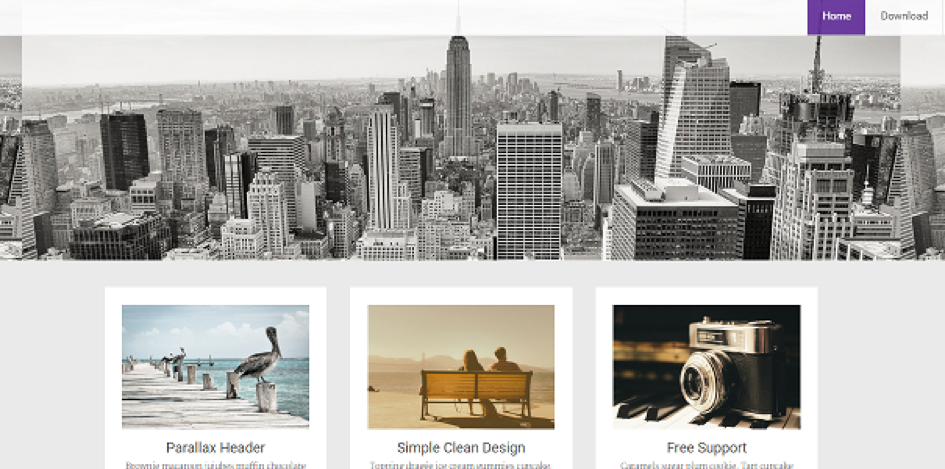 Home
Download
Parallax Header
Simple Clean Design
Free Support
Brownie macaroon jujubes muffin chocolate
Topping dragée ice cream gummies cupcake
Caramels sugar plum cookie. Tart cupcake